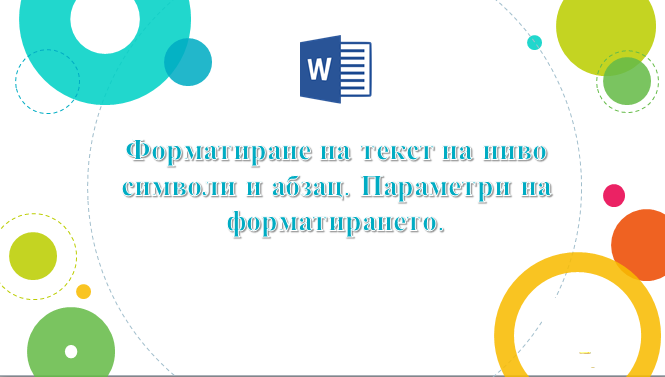 W
Форматиране на текст на ниво
символи и абзац. Параметри на
форматирането.